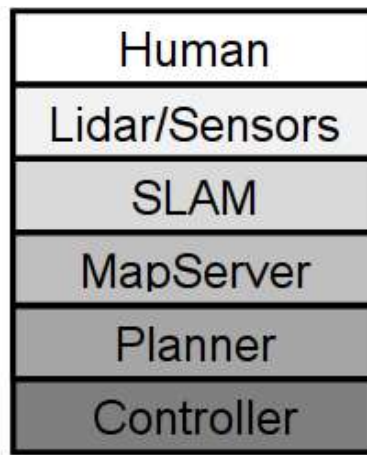 Human
Lidar/Sensors
SLAM
MapServer
Planner
Controller